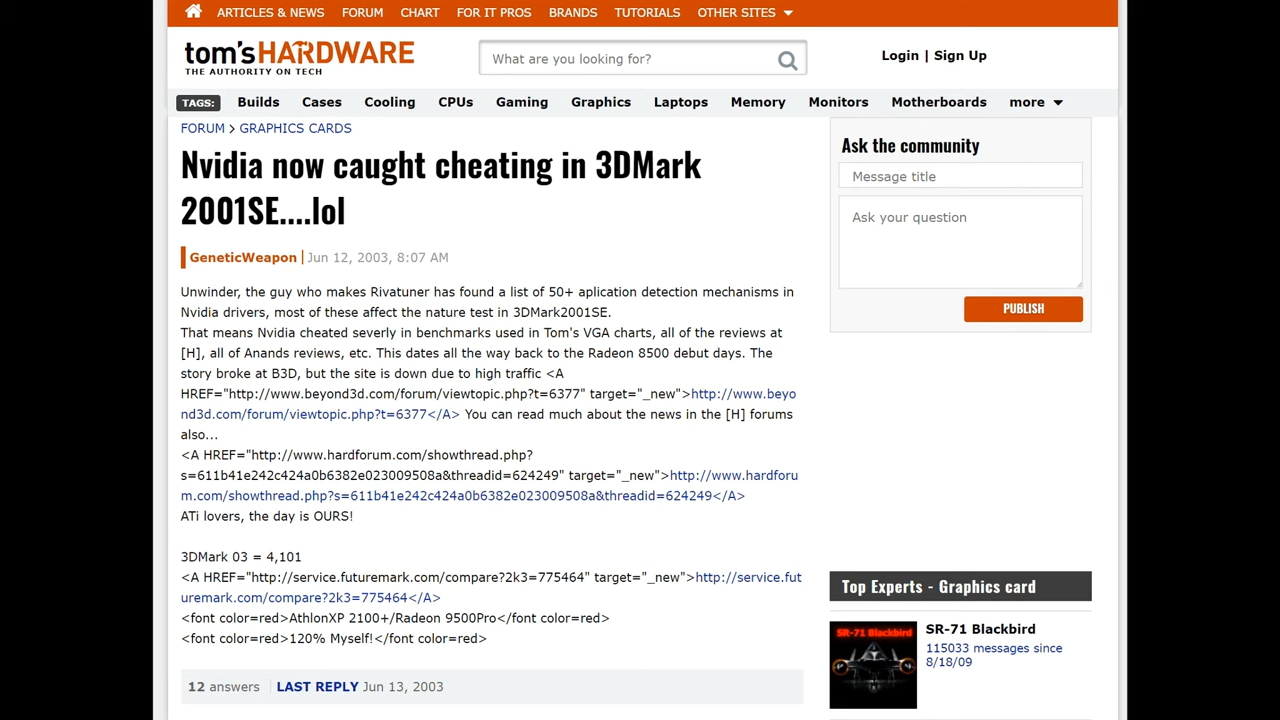 ARTICLES & NEWS FORUM CHART FOR IT PROS BRANDS TUTORIALS OTHER SITES
tom's HARDWARE
THE AUTHORITY ON TECH
What are you looking for?
Login | Sign Up
TAGS: Builds Cases Cooling CPUs Gaming Graphics Laptops Memory Monitors Motherboards more
FORUM > GRAPHICS CARDS
Nvidia now caught cheating in 3DMark
2001SE....lol
GeneticWeapon | Jun 12, 2003, 8:07 AM
Unwinder, the guy who makes Rivatuner has found a list of 50+ aplication detection mechanisms in
Nvidia drivers, most of these affect the nature test in 3DMark2001SE.
That means Nvidia cheated severly in benchmarks used in Tom's VGA charts, all of the reviews at
[H], all of Anands reviews, etc. This dates all the way back to the Radeon 8500 debut days. The
story broke at B3D, but the site is down due to high traffic <A
HREF="http://www.beyond3d.com/forum/viewtopic.php?t=6377" target="_new">http://www.beyo
nd3d.com/forum/viewtopic.php?t=6377</A> You can read much about the news in the [H] forums
also...
<A HREF="http://www.hardforum.com/showthread.php?
s=611b41e242c424a0b6382e023009508a&threadid=624249" target="_new">http://www.hardforu
m.com/showthread.php?s=611b41e242c424a0b6382e023009508a&threadid=624249</A>
ATi lovers, the day is OURS!
3DMark 03 = 4,101
<A HREF="http://service.futuremark.com/compare?2k3=775464" target="_new">http://service.fut
uremark.com/compare?2k3=775464</A>
<font color=red>AthlonXP 2100+/Radeon 9500Pro</font color=red>
<font color=red>120% Myself!</font color=red>
12 answers LAST REPLY Jun 13, 2003
Ask the community
Message title
Ask your question
PUBLISH
Top Experts - Graphics card
SR-71 Blackbird
SR-71 Blackbird
115033 messages since
8/18/09